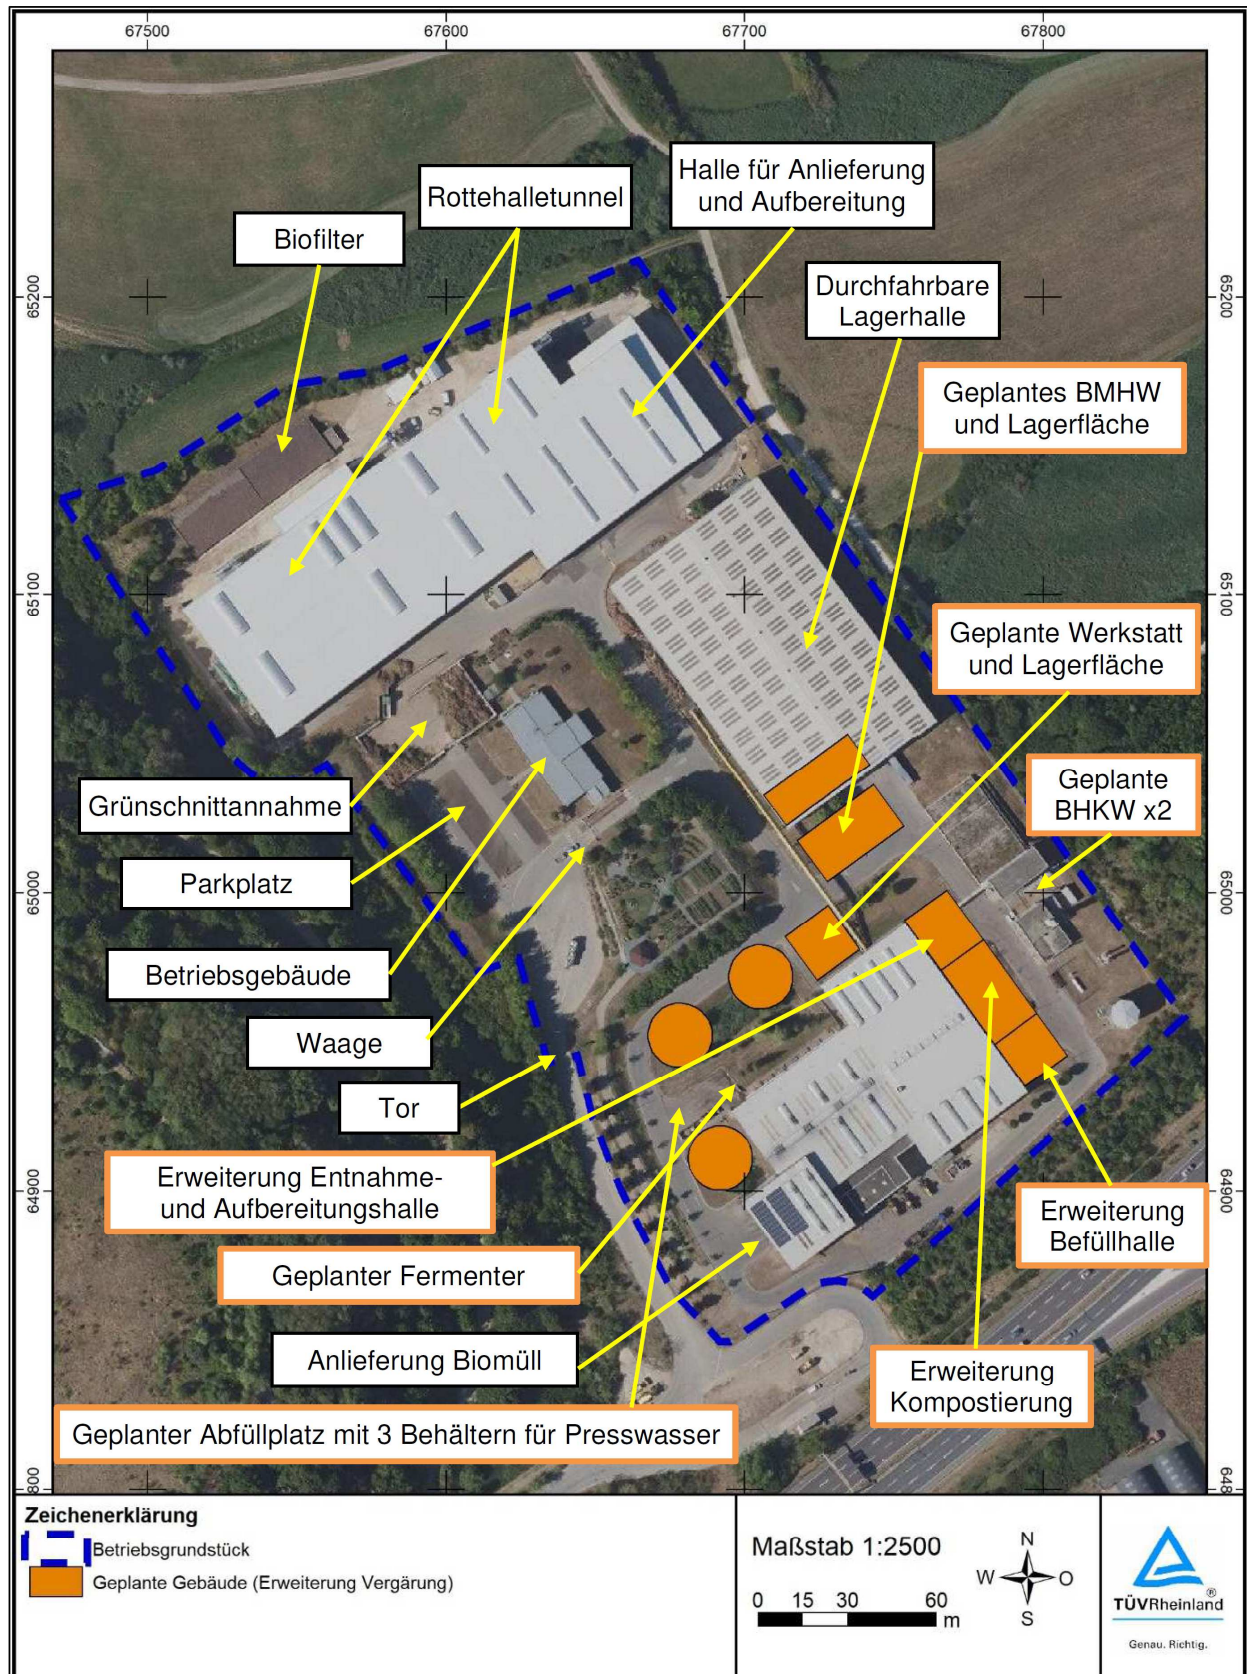 67500 67600 67700 67800
Rottehalletunnel
Halle für Anlieferung
und Aufbereitung
Biofilter
Durchfahrbare
Lagerhalle
65200
65200
Geplantes BMHW
und Lagerfläche
65100
65100
Geplante Werkstatt
und Lagerfläche
Geplante
BHKW x2
Grünschnittannahme
Parkplatz
65000
65000
Betriebsgebäude
Waage
Tor
Erweiterung Entnahme-
und Aufbereitungshalle
64900
64900
Erweiterung
Befüllhalle
Geplanter Fermenter
Anlieferung Biomüll
Erweiterung
Kompostierung
Geplanter Abfüllplatz mit 3 Behältern für Presswasser
800
648
Zeichenerklärung
Betriebsgrundstück
Geplante Gebäude (Erweiterung Vergärung)
Maßstab 1:2500
0 15 30 60
m
N
W O
S
TÜVRheinland
®
Genau. Richtig.